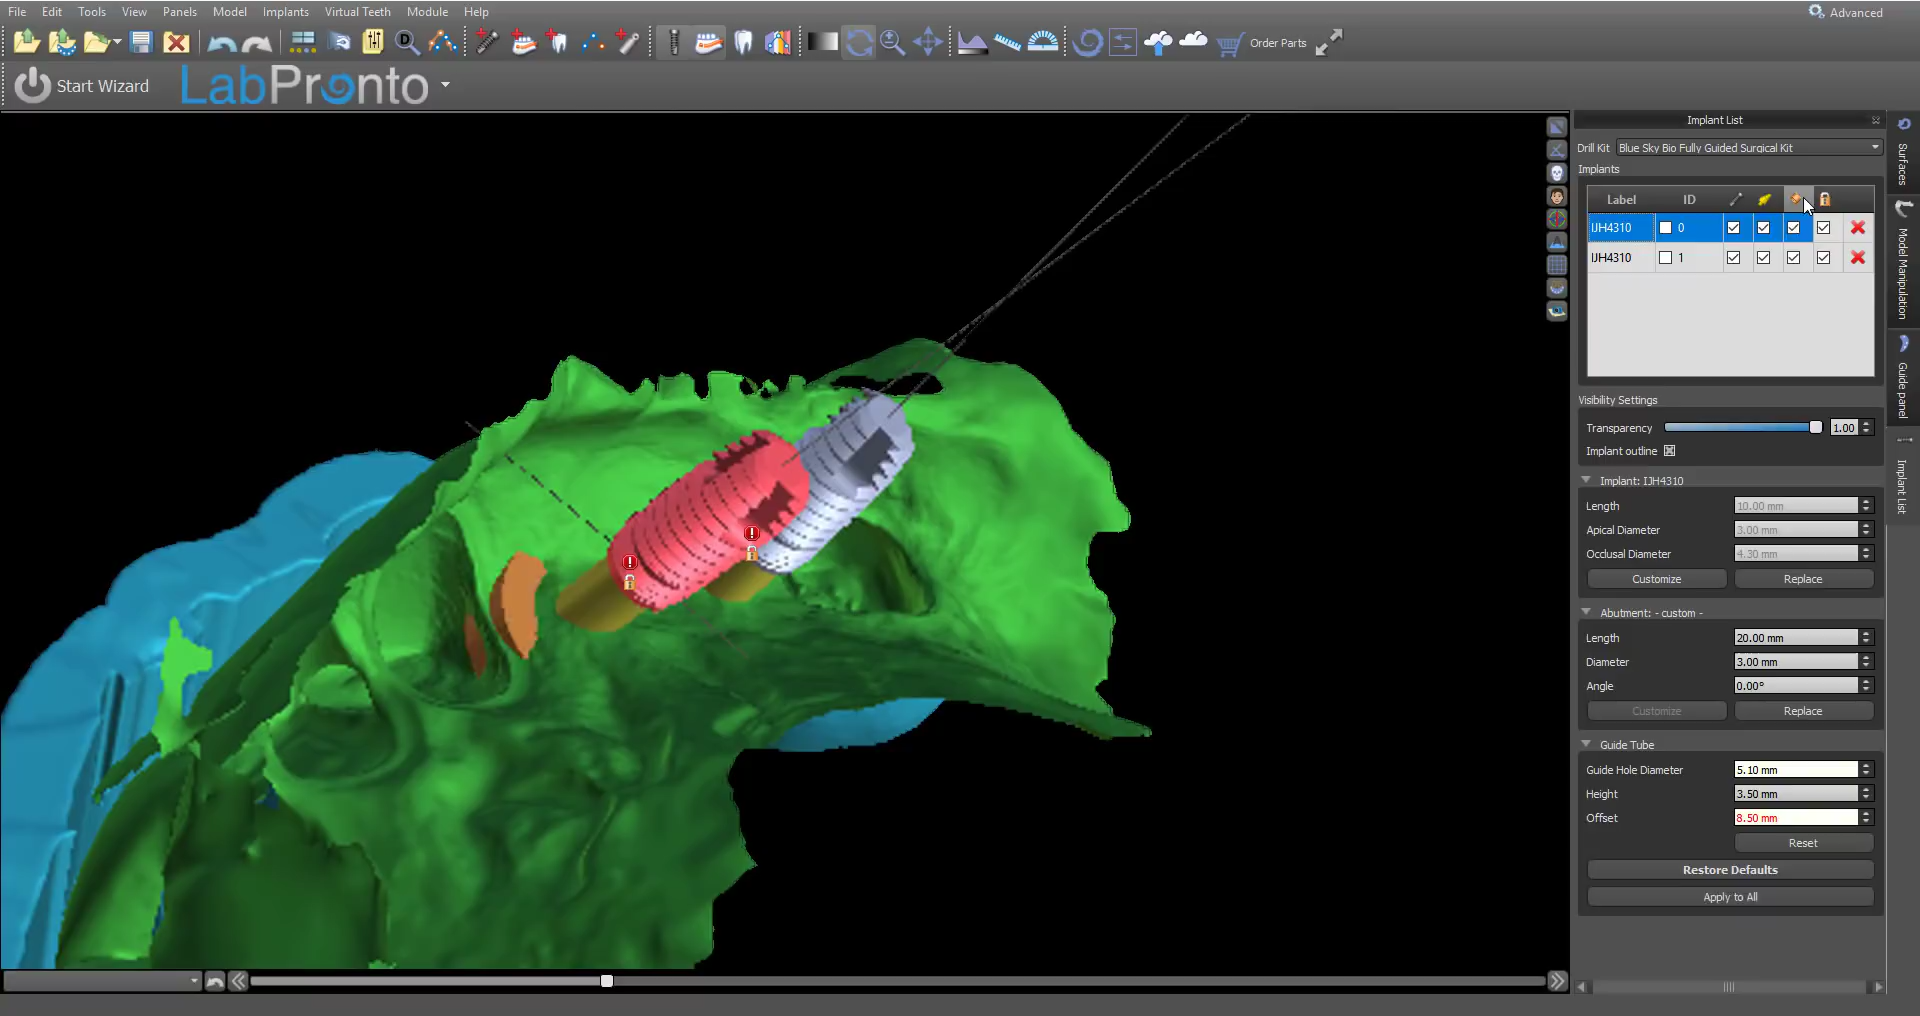 File Edit Tools View Panels Model Implants Virtual Teeth Module Help
Advanced
D
Order Parts
Start Wizard
LabPronto
Implant List
Drill Kit Blue Sky Bio Fully Guided Surgical Kit
Implants
Label ID
IJH4310 0
IJH4310 1
Visibility Settings
Transparency 1.00
Implant outline
Implant: IJH4310
Length 10.00 mm
Apical Diameter 3.00 mm
Occlusal Diameter 4.30 mm
Customize Replace
Abutment: - custom -
Length 20.00 mm
Diameter 3.00 mm
Angle 0.00°
Customize Replace
Guide Tube
Guide Hole Diameter 5.10 mm
Height 3.50 mm
Offset 8.50 mm
Reset
Restore Defaults
Apply to All
Surfaces
Model Manipulation
Guide panel
Implant List